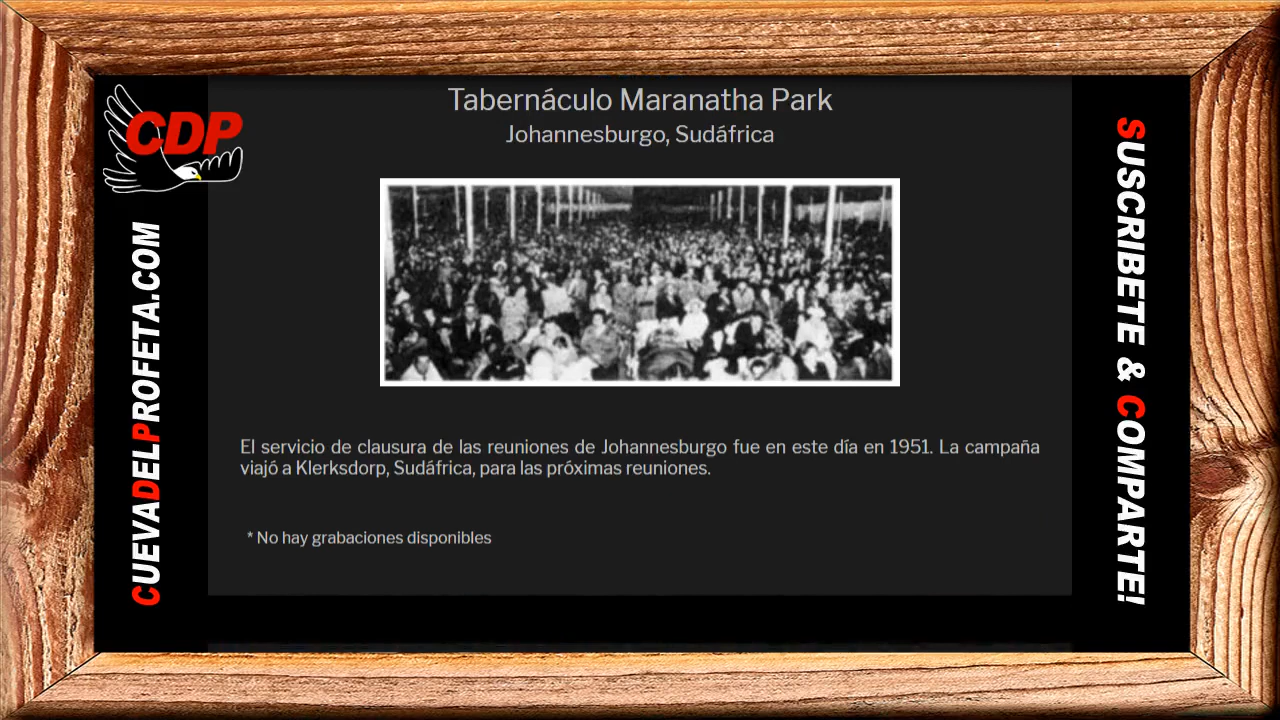 CDP
CUEVADELPROFETA.COM
Tabernáculo Maranatha Park
Johannesburgo, Sudáfrica
El servicio de clausura de las reuniones de Johannesburgo fue en este día en 1951. La campaña
viajó a Klerksdorp, Sudáfrica, para las próximas reuniones.
* No hay grabaciones disponibles
SUSCRIBETE & COMPARTE!